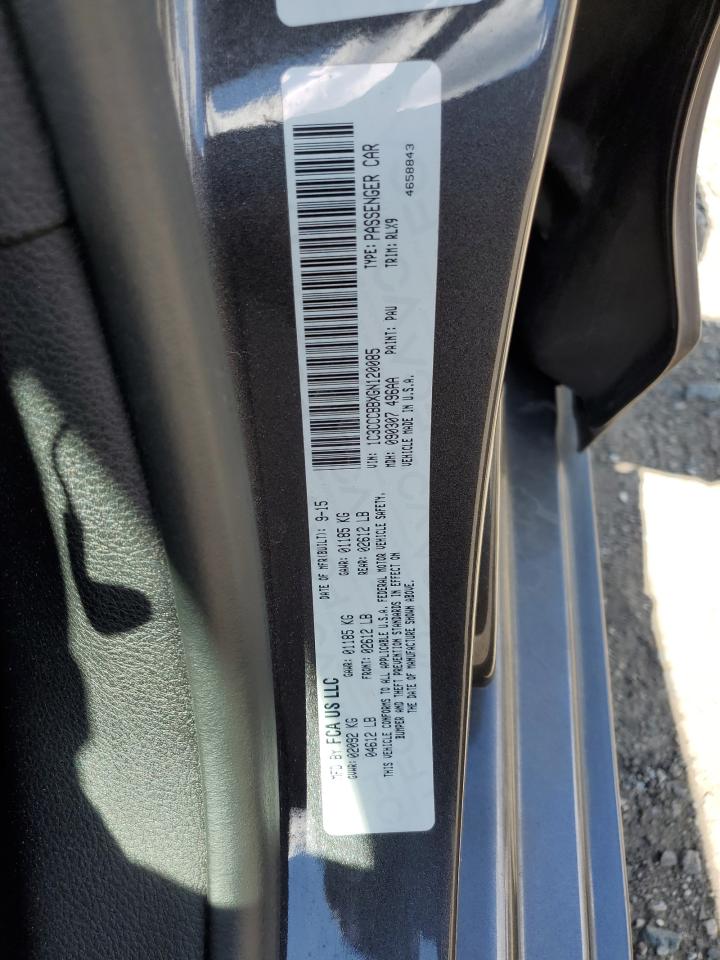 MFD BY FCA US LLC
DATE OF MFR(BUILT): 9-15
GVWR: 02092 KG
GAWR: 01185 KG
GAWR: 01185 KG
04612 LB
FRONT: 02612 LB
REAR: 02612 LB
THIS VEHICLE CONFORMS TO ALL APPLICABLE U.S.A. FEDERAL MOTOR VEHICLE SAFETY,
BUMPER AND THEFT PREVENTION STANDARDS IN EFFECT ON
THE DATE OF MANUFACTURE SHOWN ABOVE.
VIN: 1C3CCCBBXGN120085
TYPE: PASSENGER CAR
MDH: 090307 496AA
PAINT: PAU
TRIM: RLX9
VEHICLE MADE IN U.S.A.
4658843